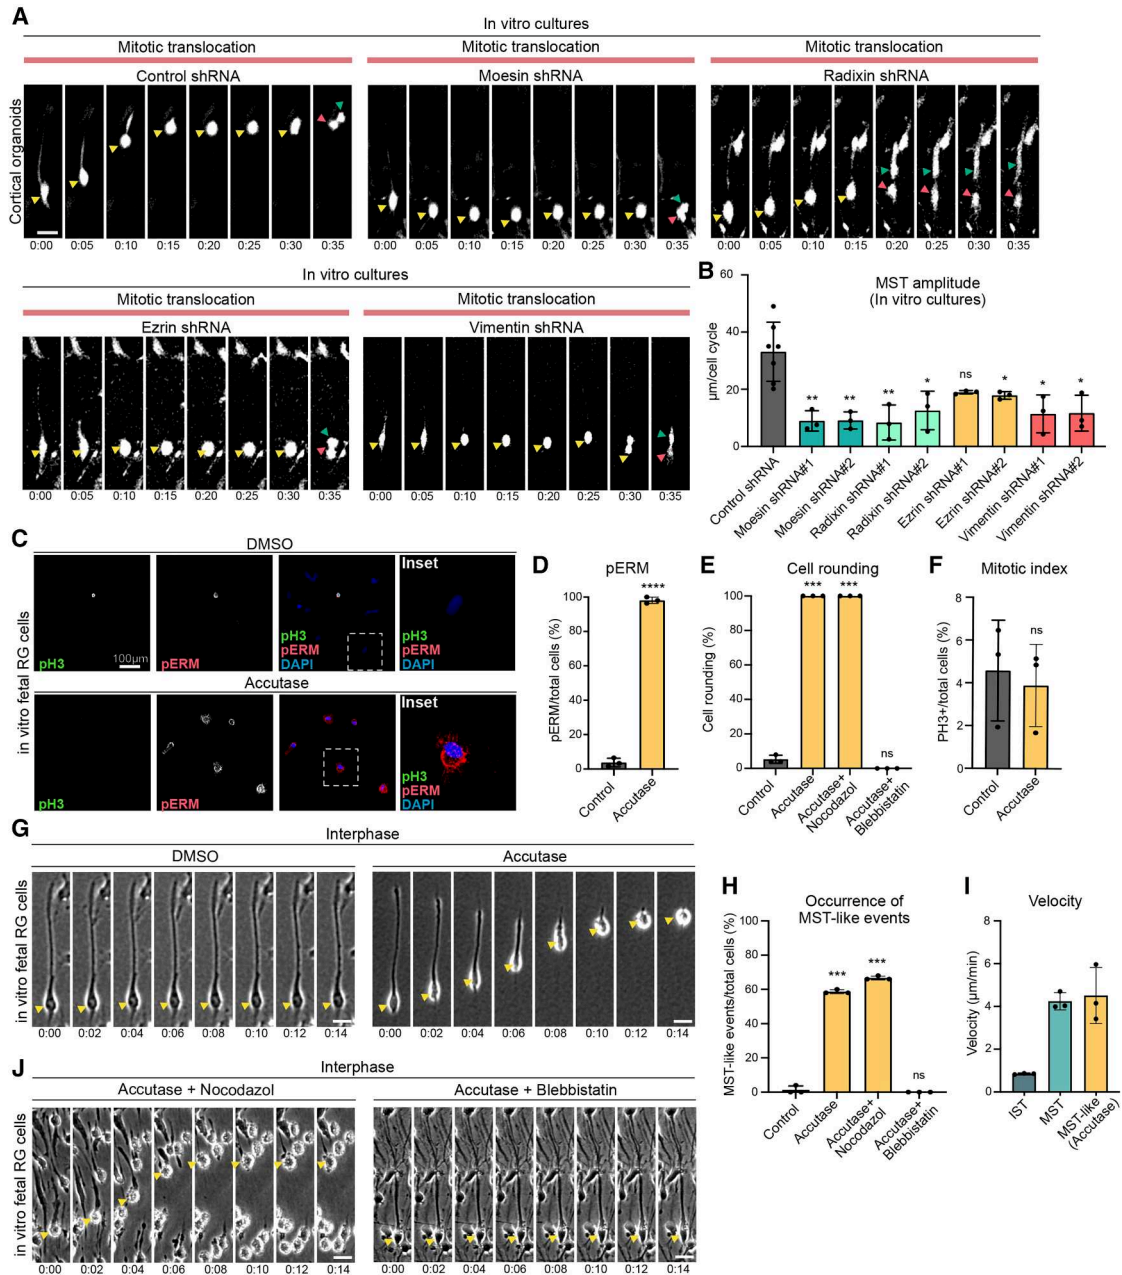 A
In vitro cultures
Mitotic translocation Mitotic translocation Mitotic translocation
Control shRNA Moesin shRNA Radixin shRNA
Cortical organoids
0:00 0:05 0:10 0:15 0:20 0:25 0:30 0:35 0:00 0:05 0:10 0:15 0:20 0:25 0:30 0:35 0:00 0:05 0:10 0:15 0:20 0:25 0:30 0:35
In vitro cultures
Mitotic translocation Mitotic translocation
Ezrin shRNA Vimentin shRNA
0:00 0:05 0:10 0:15 0:20 0:25 0:30 0:35 0:00 0:05 0:10 0:15 0:20 0:25 0:30 0:35
B
MST amplitude
(In vitro cultures)
µm/cell cycle
60
40
20
0
** ** ** * ns * * *
Control shRNA
Moesin shRNA#1
Moesin shRNA#2
Radixin shRNA#1
Radixin shRNA#2
Ezrin shRNA#1
Ezrin shRNA#2
Vimentin shRNA#1
Vimentin shRNA#2
C
in vitro fetal RG cells
DMSO
pH3
100µm
pERM
pH3
pERM
DAPI
Inset
pH3
pERM
DAPI
Accutase
pH3
pERM
Inset
pH3
pERM
DAPI
D
pERM
pERM/total cells (%)
100
80
60
40
20
0
****
Control
Accutase
E
Cell rounding
Cell rounding (%)
100
80
60
40
20
0
*** *** ns
Control
Accutase
Accutase+
Nocodazol
Accutase+
Blebbistatin
F
Mitotic index
PH3+/total cells (%)
8
6
4
2
0
ns
Control
Accutase
G
Interphase
DMSO Accutase
in vitro fetal RG cells
0:00 0:02 0:04 0:06 0:08 0:10 0:12 0:14 0:00 0:02 0:04 0:06 0:08 0:10 0:12 0:14
H
Occurrence of
MST-like events
MST-like events/total cells (%)
100
80
60
40
20
0
*** *** ns
Control
Accutase
Accutase+
Nocodazol
Accutase+
Blebbistatin
I
Velocity
Velocity (µm/min)
8
6
4
2
0
IST
MST
MST-like
(Accutase)
J
Interphase
Accutase + Nocodazol Accutase + Blebbistatin
in vitro fetal RG cells
0:00 0:02 0:04 0:06 0:08 0:10 0:12 0:14 0:00 0:02 0:04 0:06 0:08 0:10 0:12 0:14